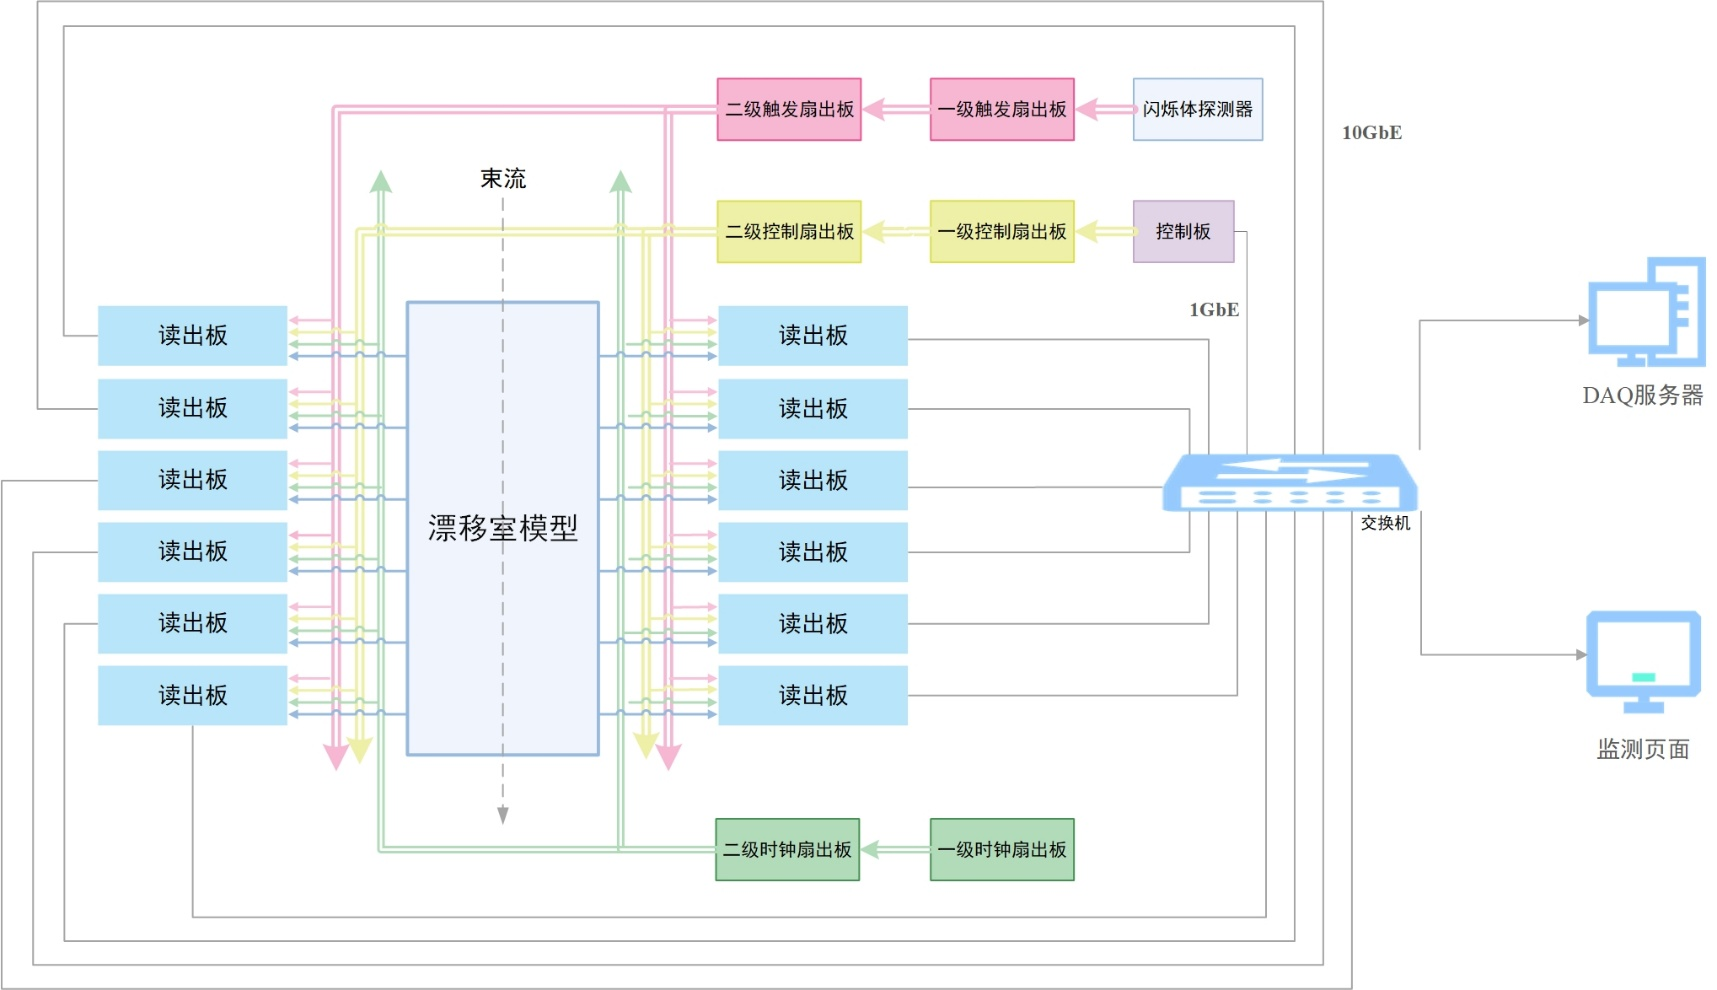 二级触发扇出板
一级触发扇出板
闪烁体探测器
10GbE
束流
二级控制扇出板
一级控制扇出板
控制板
1GbE
读出板
读出板
读出板
读出板
DAQ服务器
读出板
读出板
交换机
漂移室模型
读出板
读出板
读出板
读出板
读出板
读出板
监测页面
二级时钟扇出板
一级时钟扇出板